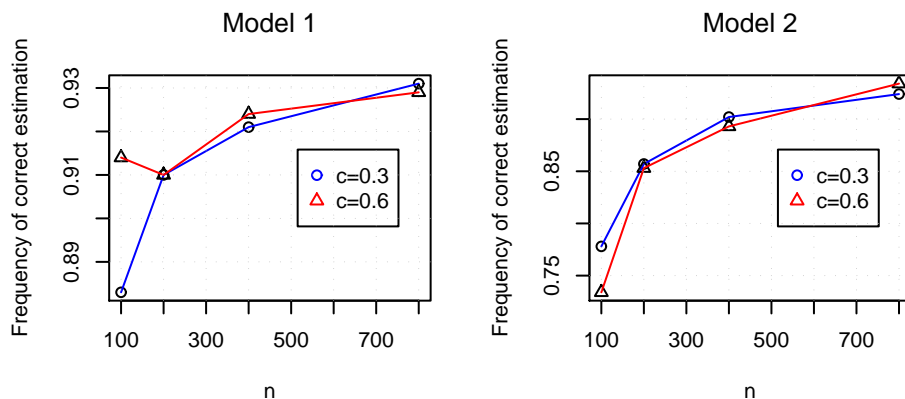 Model 1
Frequency of correct estimation
0.93
0.91
0.89
c=0.3
c=0.6
100 300 500 700
n
Model 2
Frequency of correct estimation
0.85
0.75
c=0.3
c=0.6
100 300 500 700
n